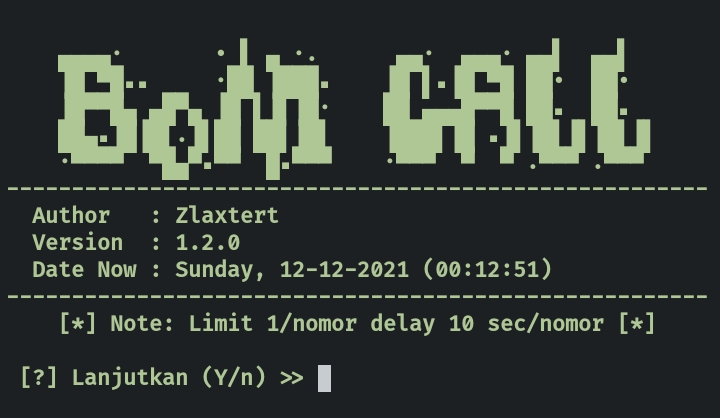 BoM CALL
Author : Zlaxtert
Version : 1.2.0
Date Now : Sunday, 12-12-2021 (00:12:51)
[*] Note: Limit 1/nomor delay 10 sec/nomor [*]
[?] Lanjutkan (Y/n) >>